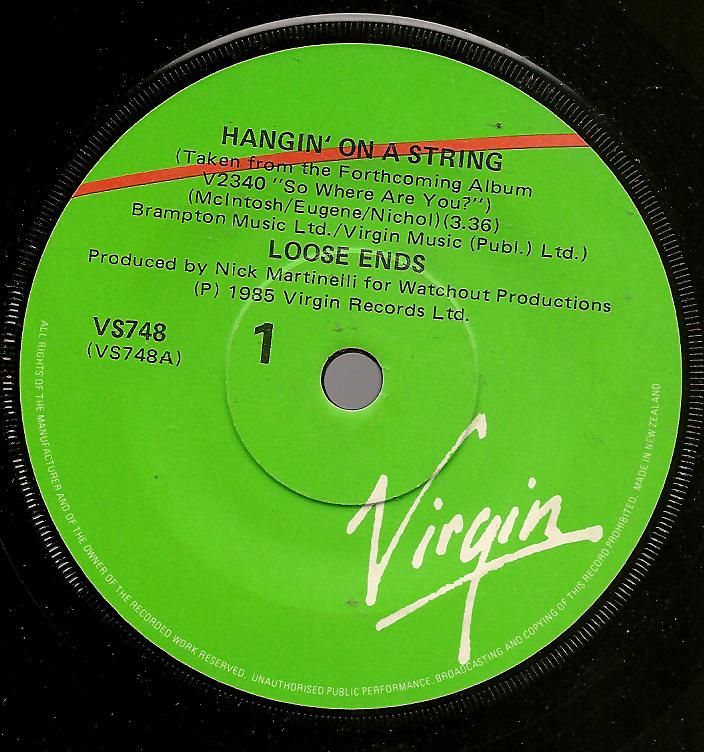 HANGIN' ON A STRING
(Taken from the Forthcoming Album
V2340 "So Where Are You?")
(McIntosh/Eugene/Nichol)(3.36)
Brampton Music Ltd./Virgin Music (Publ.) Ltd.)
LOOSE ENDS
Produced by Nick Martinelli for Watchout Productions
(P) 1985 Virgin Records Ltd.
VS748
(VS748A)
1
Virgin
ALL RIGHTS OF THE MANUFACTURER AND OF THE OWNER OF THE RECORDED WORK RESERVED. UNAUTHORISED PUBLIC PERFORMANCE, BROADCASTING AND COPYING OF THIS RECORD PROHIBITED. MADE IN NEW ZEALAND